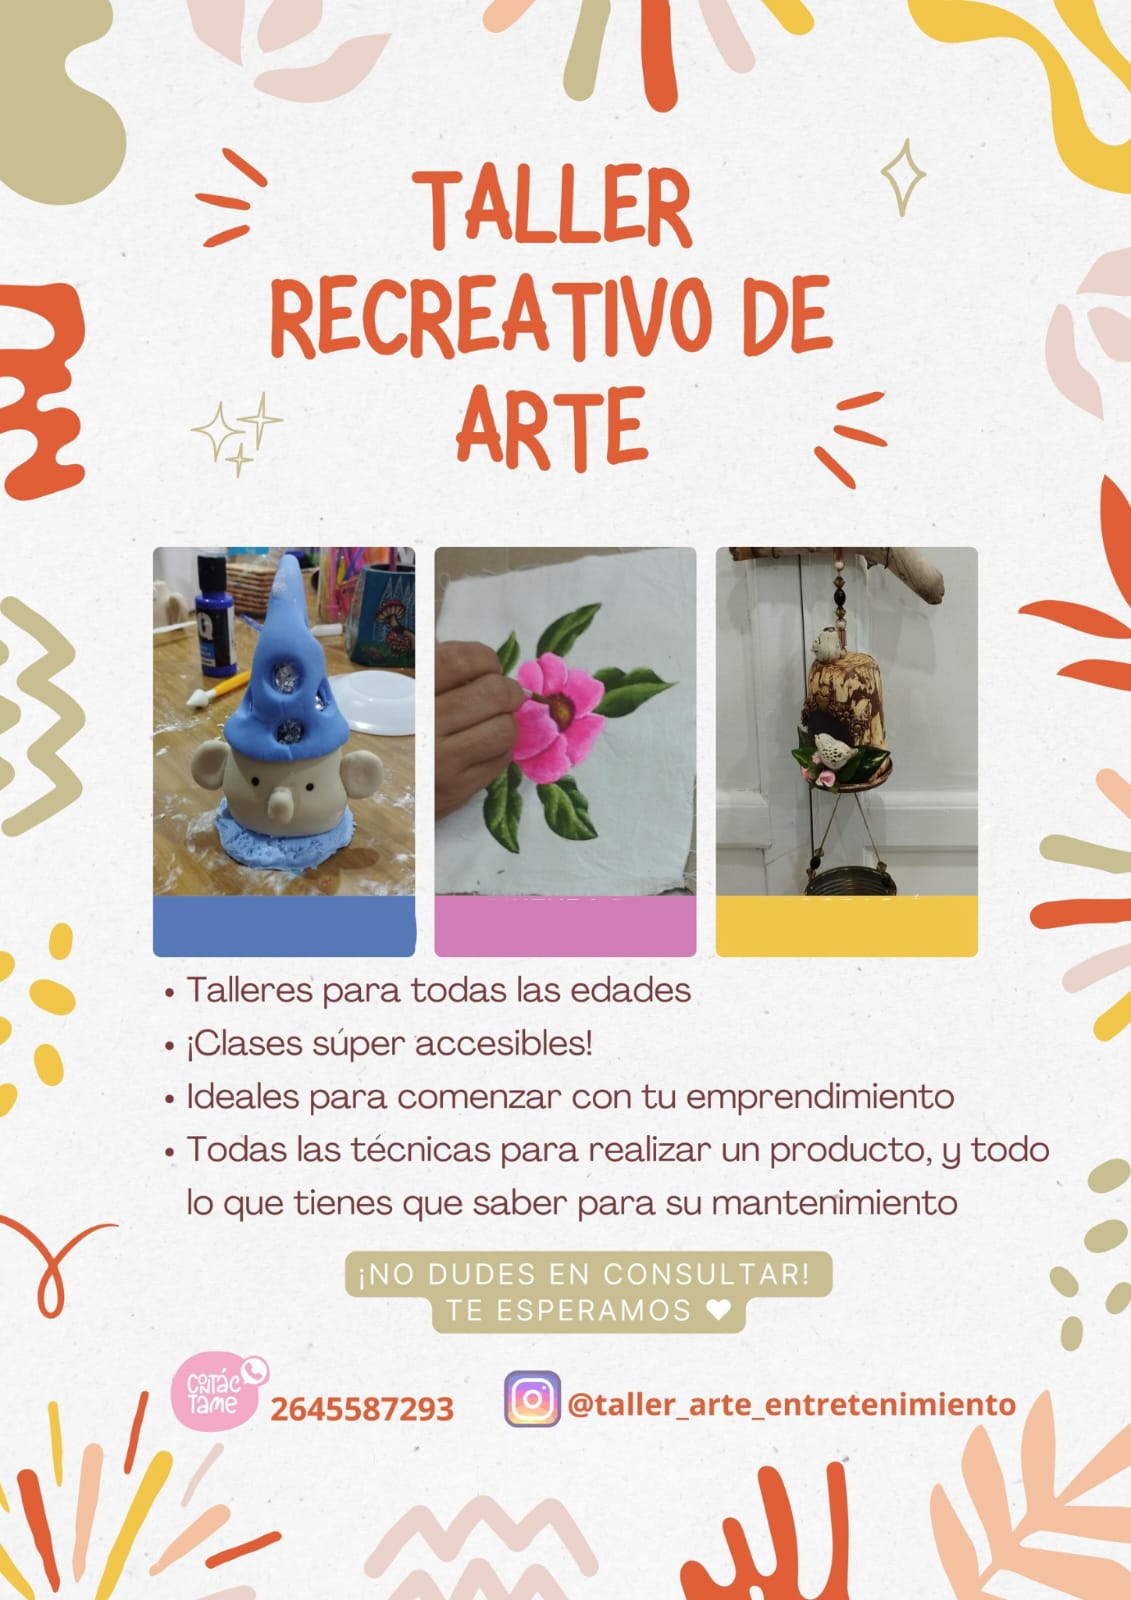 TALLER
RECREATIVO DE
ARTE
• Talleres para todas las edades
• ¡Clases súper accesibles!
• Ideales para comenzar con tu emprendimiento
• Todas las técnicas para realizar un producto, y todo
lo que tienes que saber para su mantenimiento
¡NO DUDES EN CONSULTAR!
TE ESPERAMOS ♥
CONTÁC
TAME
2645587293
@taller_arte_entretenimiento